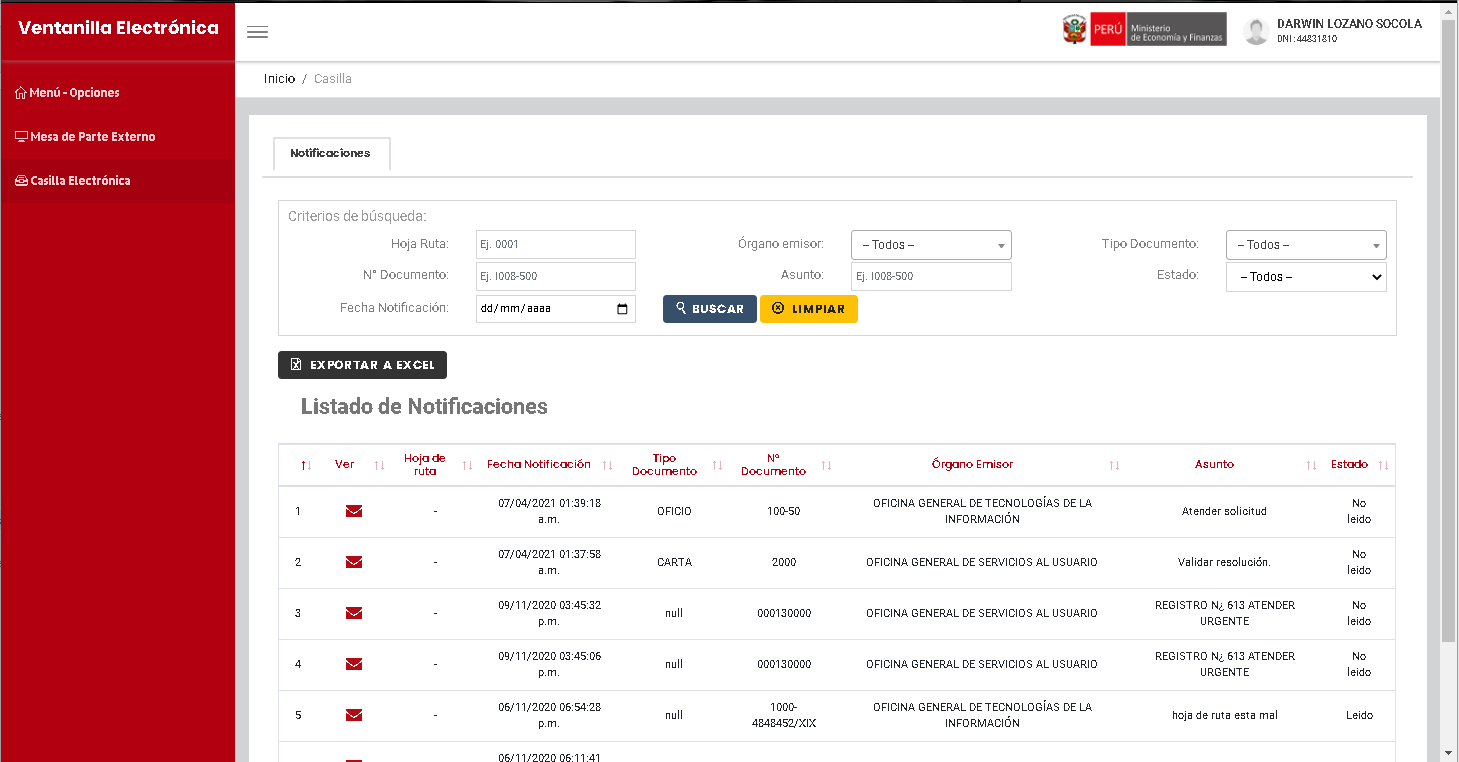 Ventanilla Electrónica
PERÚ Ministerio de Economía y Finanzas
DARWIN LOZANO SOCOLA
DNI: 44831810
Inicio / Casilla
Menú - Opciones
Mesa de Parte Externo
Casilla Electrónica
Notificaciones
Criterios de búsqueda:
Hoja Ruta: Ej. 0001 Órgano emisor: -- Todos -- Tipo Documento: -- Todos --
N° Documento: Ej. I008-500 Asunto: Ej. I008-500 Estado: -- Todos --
Fecha Notificación: dd/mm/aaaa BUSCAR LIMPIAR
EXPORTAR A EXCEL
Listado de Notificaciones
Ver Hoja de ruta Fecha Notificación Tipo Documento N° Documento Órgano Emisor Asunto Estado
1 - 07/04/2021 01:39:18 a.m. OFICIO 100-50 OFICINA GENERAL DE TECNOLOGÍAS DE LA INFORMACIÓN Atender solicitud No leido
2 - 07/04/2021 01:37:58 a.m. CARTA 2000 OFICINA GENERAL DE SERVICIOS AL USUARIO Validar resolución. No leido
3 - 09/11/2020 03:45:32 p.m. null 000130000 OFICINA GENERAL DE SERVICIOS AL USUARIO REGISTRO N¿ 613 ATENDER URGENTE No leido
4 - 09/11/2020 03:45:06 p.m. null 000130000 OFICINA GENERAL DE SERVICIOS AL USUARIO REGISTRO N¿ 613 ATENDER URGENTE No leido
5 - 06/11/2020 06:54:28 p.m. null 1000-4848452/XIX OFICINA GENERAL DE TECNOLOGÍAS DE LA INFORMACIÓN hoja de ruta esta mal Leido
06/11/2020 06:11:41